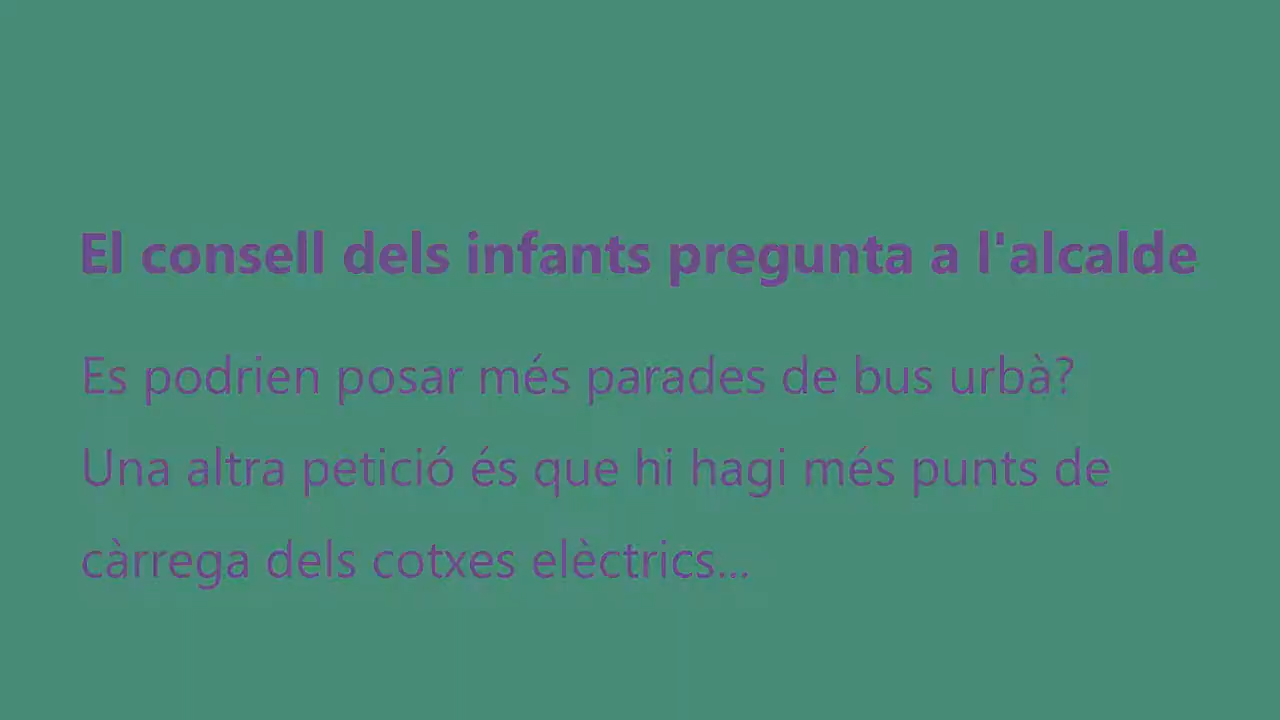 El consell dels infants pregunta a l'alcalde
Es podrien posar més parades de bus urbà?
Una altra petició és que hi hagi més punts de
càrrega dels cotxes elèctrics...